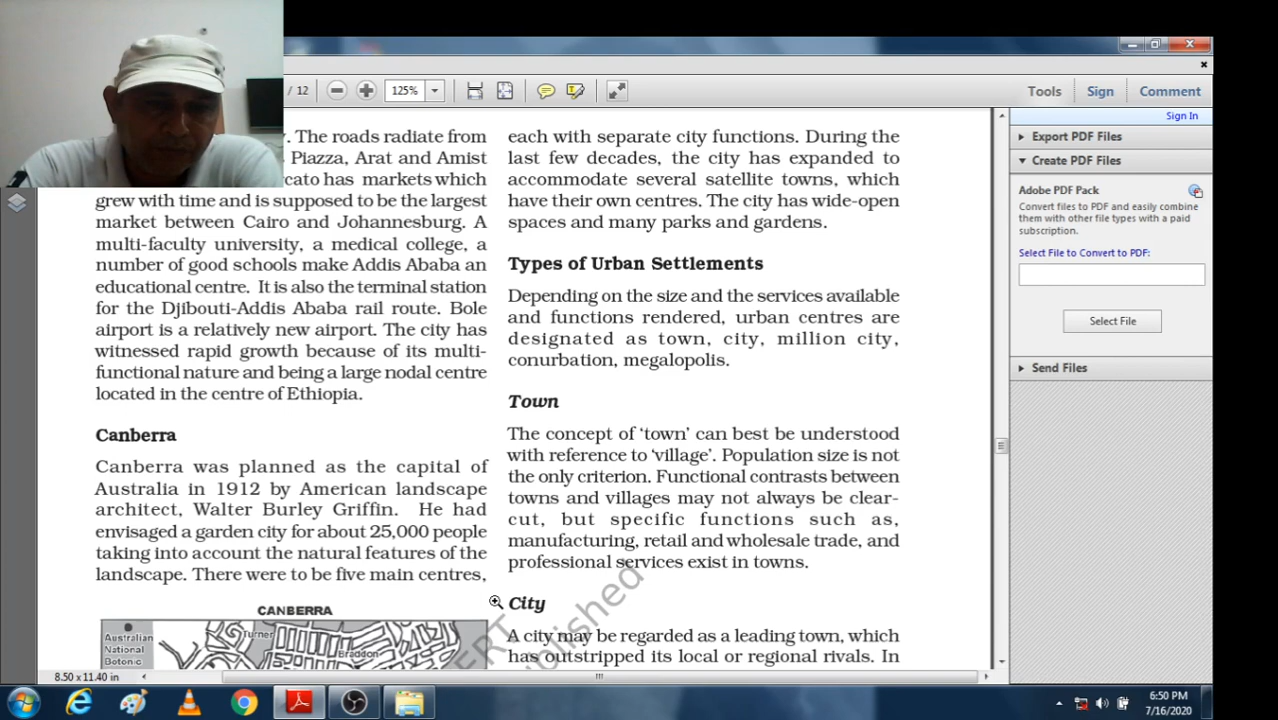 / 12
125%
Tools
Sign
Comment
Sign In
Export PDF Files
Create PDF Files
Adobe PDF Pack
Convert files to PDF and easily combine
them with other file types with a paid
subscription.
Select File to Convert to PDF:
Select File
Send Files
The roads radiate from
Piazza, Arat and Amist
has markets which
grew with time and is supposed to be the largest
market between Cairo and Johannesburg. A
multi-faculty university, a medical college, a
number of good schools make Addis Ababa an
educational centre. It is also the terminal station
for the Djibouti-Addis Ababa rail route. Bole
airport is a relatively new airport. The city has
witnessed rapid growth because of its multi-
functional nature and being a large nodal centre
located in the centre of Ethiopia.
Canberra
Canberra was planned as the capital of
Australia in 1912 by American landscape
architect, Walter Burley Griffin. He had
envisaged a garden city for about 25,000 people
taking into account the natural features of the
landscape. There were to be five main centres,
CANBERRA
Australian
National
Botonic
Turner
Braddon
each with separate city functions. During the
last few decades, the city has expanded to
accommodate several satellite towns, which
have their own centres. The city has wide-open
spaces and many parks and gardens.
Types of Urban Settlements
Depending on the size and the services available
and functions rendered, urban centres are
designated as town, city, million city,
conurbation, megalopolis.
Town
The concept of ‘town’ can best be understood
with reference to ‘village’. Population size is not
the only criterion. Functional contrasts between
towns and villages may not always be clear-
cut, but specific functions such as,
manufacturing, retail and wholesale trade, and
professional services exist in towns.
City
A city may be regarded as a leading town, which
has outstripped its local or regional rivals. In
8.50 x 11.40 in
6:50 PM
7/16/2020